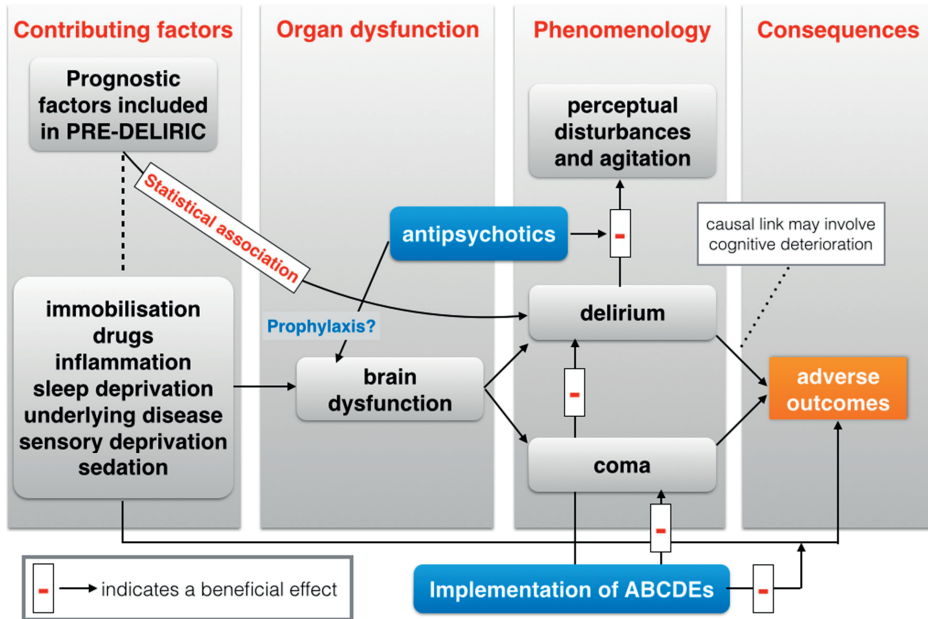 Contributing factors
Organ dysfunction
Phenomenology
Consequences
Prognostic
factors included
in PRE-DELIRIC
perceptual
disturbances
and agitation
Statistical association
antipsychotics
-
causal link may involve
cognitive deterioration
immobilisation
drugs
inflammation
sleep deprivation
underlying disease
sensory deprivation
sedation
Prophylaxis?
delirium
brain
dysfunction
-
adverse
outcomes
coma
-
- indicates a beneficial effect
Implementation of ABCDEs
-